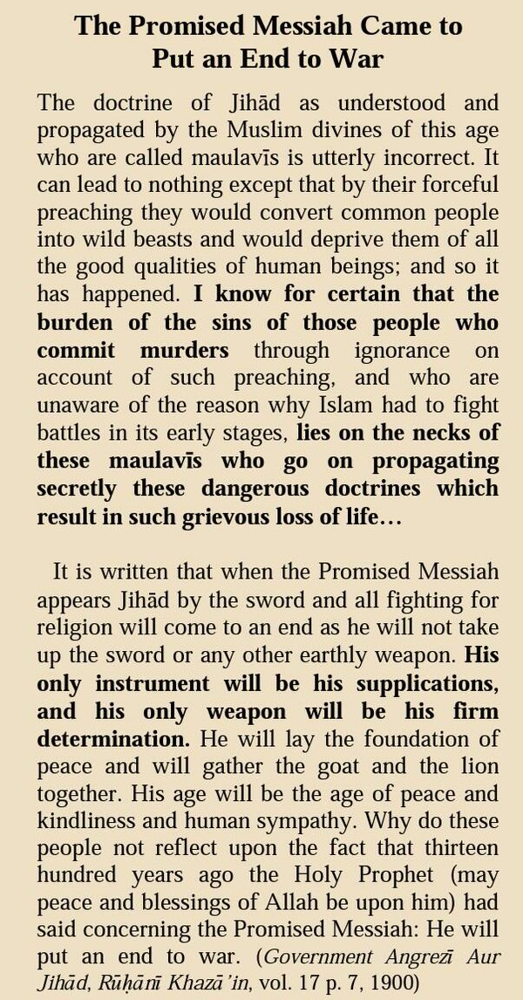 The Promised Messiah Came to
Put an End to War
The doctrine of Jihād as understood and
propagated by the Muslim divines of this age
who are called maulavīs is utterly incorrect. It
can lead to nothing except that by their forceful
preaching they would convert common people
into wild beasts and would deprive them of all
the good qualities of human beings; and so it
has happened. I know for certain that the
burden of the sins of those people who
commit murders through ignorance on
account of such preaching, and who are
unaware of the reason why Islam had to fight
battles in its early stages, lies on the necks of
these maulavīs who go on propagating
secretly these dangerous doctrines which
result in such grievous loss of life…
It is written that when the Promised Messiah
appears Jihād by the sword and all fighting for
religion will come to an end as he will not take
up the sword or any other earthly weapon. His
only instrument will be his supplications,
and his only weapon will be his firm
determination. He will lay the foundation of
peace and will gather the goat and the lion
together. His age will be the age of peace and
kindliness and human sympathy. Why do these
people not reflect upon the fact that thirteen
hundred years ago the Holy Prophet (may
peace and blessings of Allah be upon him) had
said concerning the Promised Messiah: He will
put an end to war. (Government Angrezī Aur
Jihād, Rūḥānī Khazā'in, vol. 17 p. 7, 1900)